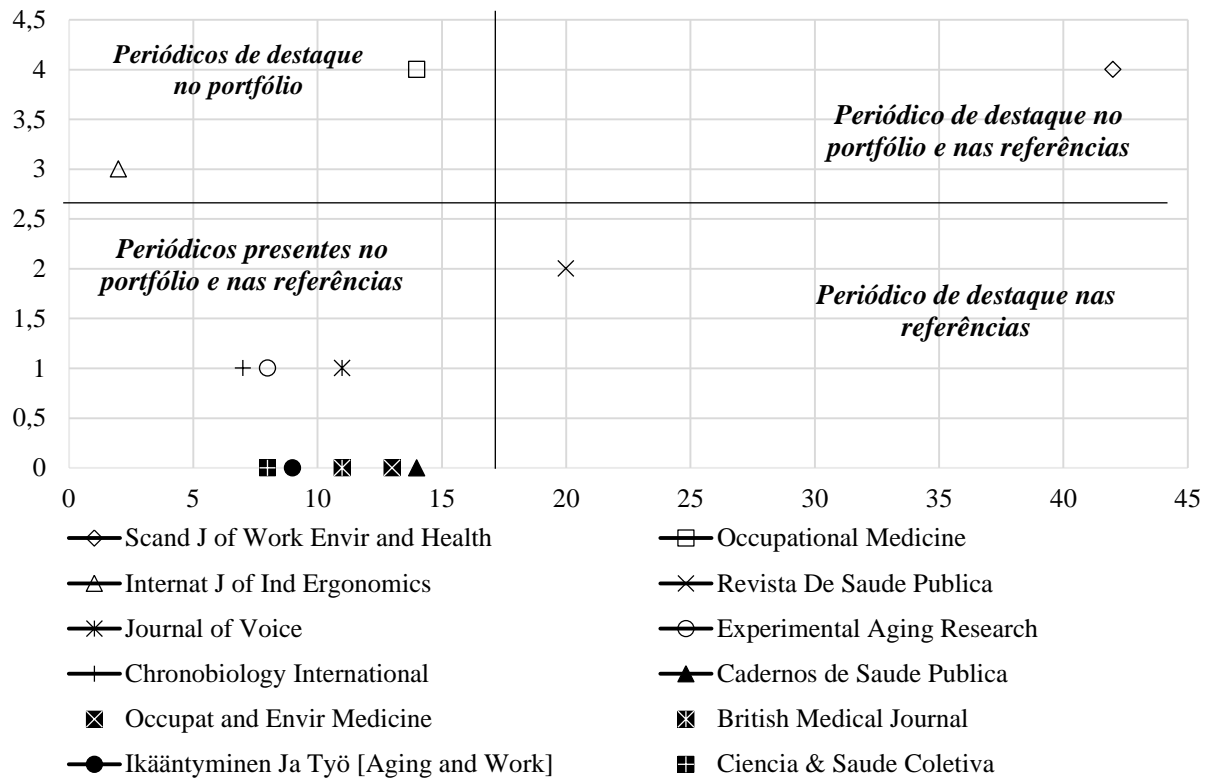 4,5
4
3,5
3
2,5
2
1,5
1
0,5
0
Periódicos de destaque
no portfólio
Periódico de destaque no
portfólio e nas referências
Periódicos presentes no
portfólio e nas referências
Periódico de destaque nas
referências
0 5 10 15 20 25 30 35 40 45
Scand J of Work Envir and Health
Occupational Medicine
Internat J of Ind Ergonomics
Revista De Saude Publica
Journal of Voice
Experimental Aging Research
Chronobiology International
Cadernos de Saude Publica
Occupat and Envir Medicine
British Medical Journal
Ikääntyminen Ja Työ [Aging and Work]
Ciencia & Saude Coletiva